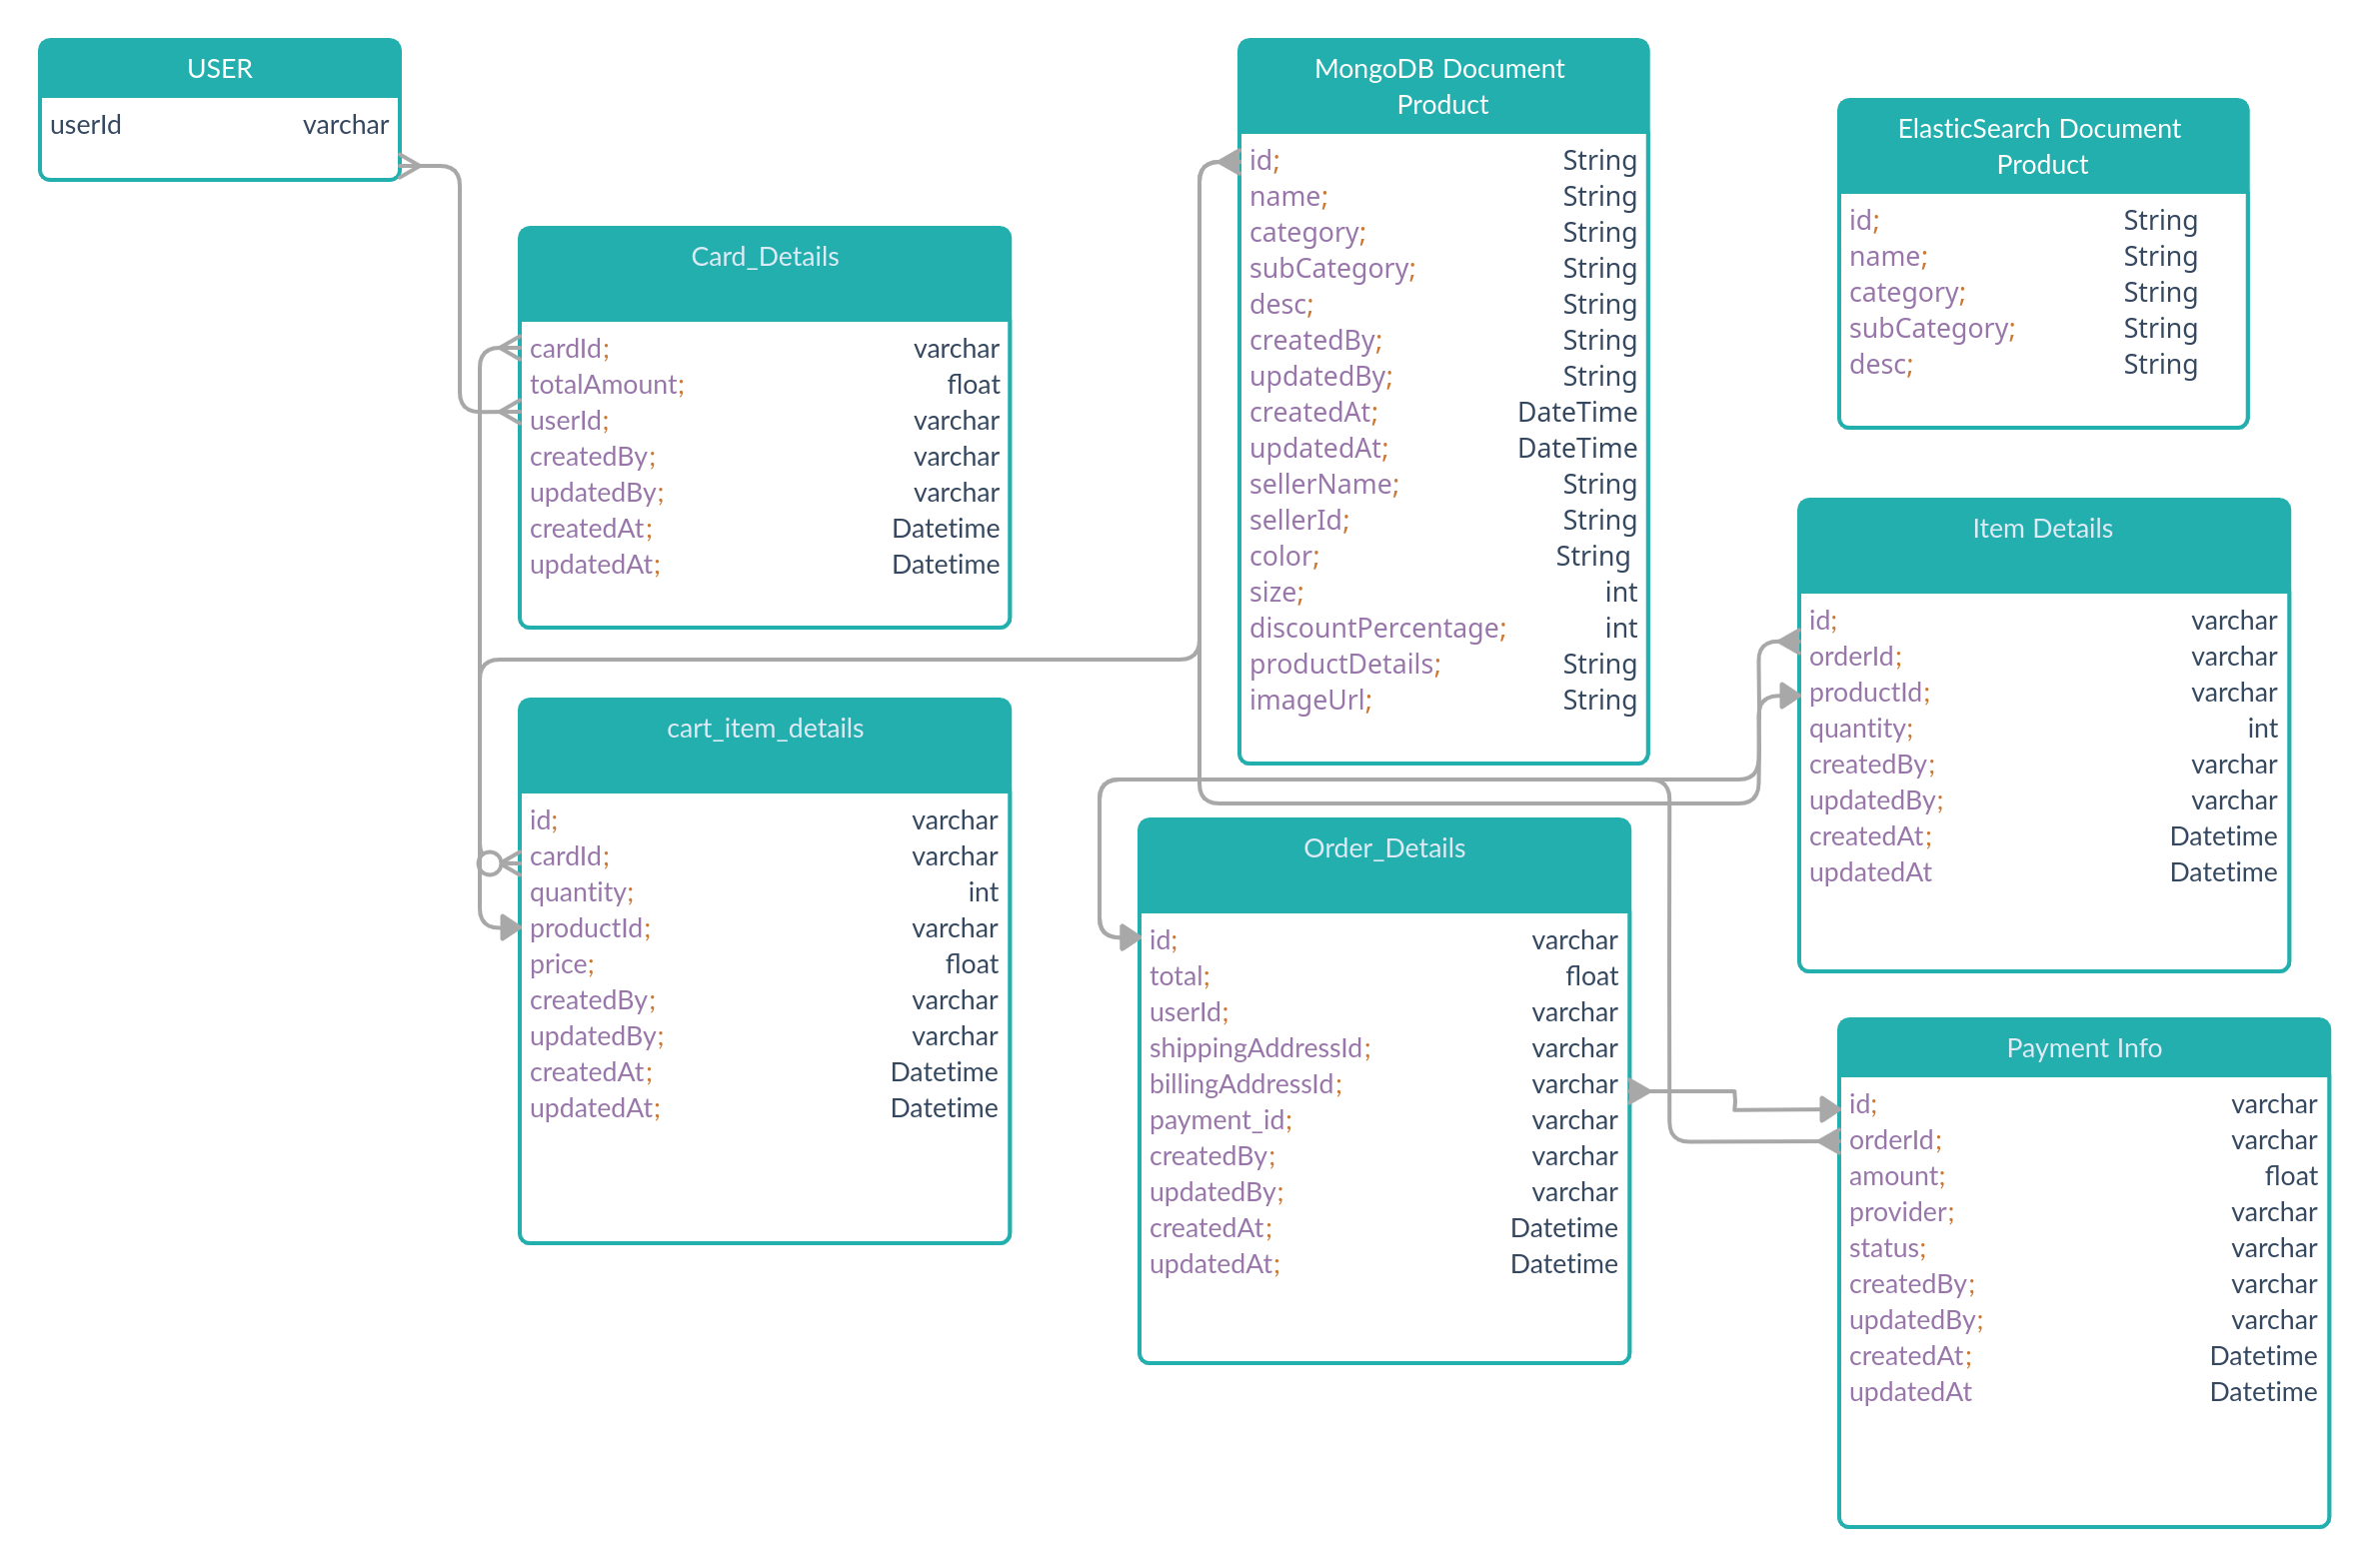 USER
userId varchar
Card_Details
cardId; varchar
totalAmount; float
userId; varchar
createdBy; varchar
updatedBy; varchar
createdAt; Datetime
updatedAt; Datetime
cart_item_details
id; varchar
cardId; varchar
quantity; int
productId; varchar
price; float
createdBy; varchar
updatedBy; varchar
createdAt; Datetime
updatedAt; Datetime
MongoDB Document
Product
id; String
name; String
category; String
subCategory; String
desc; String
createdBy; String
updatedBy; String
createdAt; DateTime
updatedAt; DateTime
sellerName; String
sellerId; String
color; String
size; int
discountPercentage; int
productDetails; String
imageUrl; String
Order_Details
id; varchar
total; float
userId; varchar
shippingAddressId; varchar
billingAddressId; varchar
payment_id; varchar
createdBy; varchar
updatedBy; varchar
createdAt; Datetime
updatedAt; Datetime
ElasticSearch Document
Product
id; String
name; String
category; String
subCategory; String
desc; String
Item Details
id; varchar
orderId; varchar
productId; varchar
quantity; int
createdBy; varchar
updatedBy; varchar
createdAt; Datetime
updatedAt Datetime
Payment Info
id; varchar
orderId; varchar
amount; float
provider; varchar
status; varchar
createdBy; varchar
updatedBy; varchar
createdAt; Datetime
updatedAt Datetime